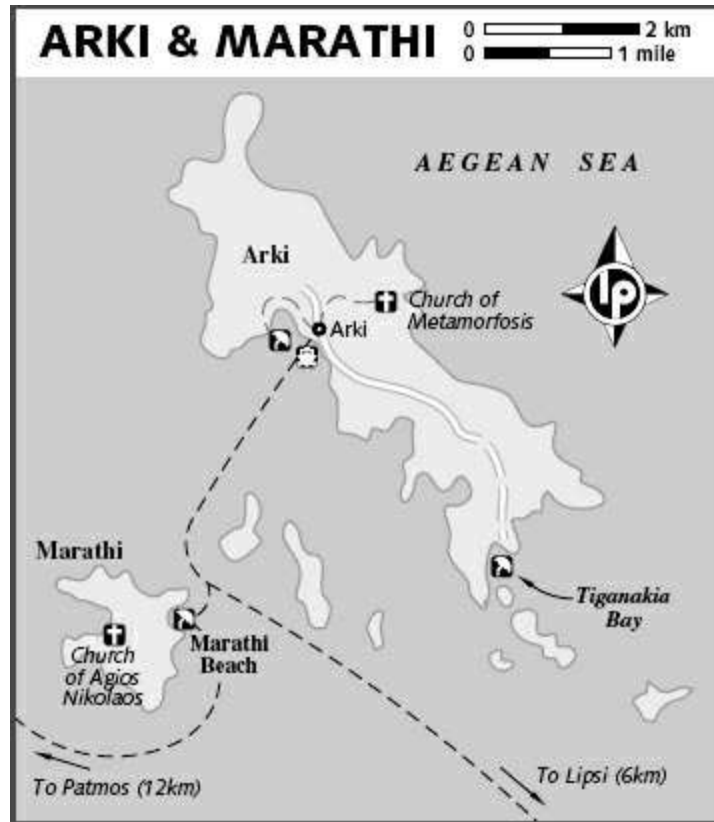 ARKI & MARATHI
0 2 km
0 1 mile
AEGEAN SEA
Arki
lp
Church of
Metamorfosis
Arki
Marathi
Tiganakia
Bay
Marathi
Beach
Church
of Agios
Nikolaos
To Patmos (12km)
To Lipsi (6km)